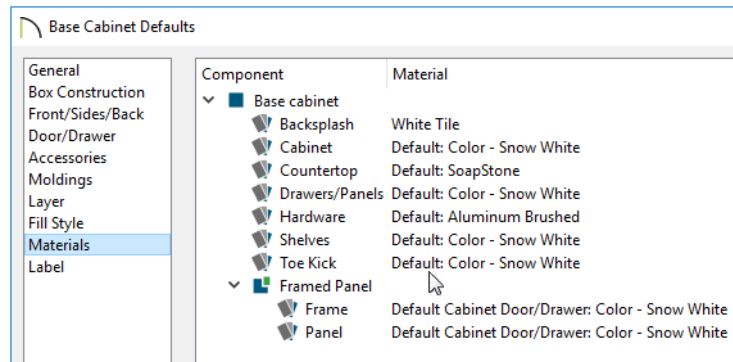 Base Cabinet Defaults
General
Box Construction
Front/Sides/Back
Door/Drawer
Accessories
Moldings
Layer
Fill Style
Materials
Label
Component Material
Base cabinet
Backsplash White Tile
Cabinet Default: Color - Snow White
Countertop Default: SoapStone
Drawers/Panels Default: Color - Snow White
Hardware Default: Aluminum Brushed
Shelves Default: Color - Snow White
Toe Kick Default: Color - Snow White
Framed Panel
Frame Default Cabinet Door/Drawer: Color - Snow White
Panel Default Cabinet Door/Drawer: Color - Snow White